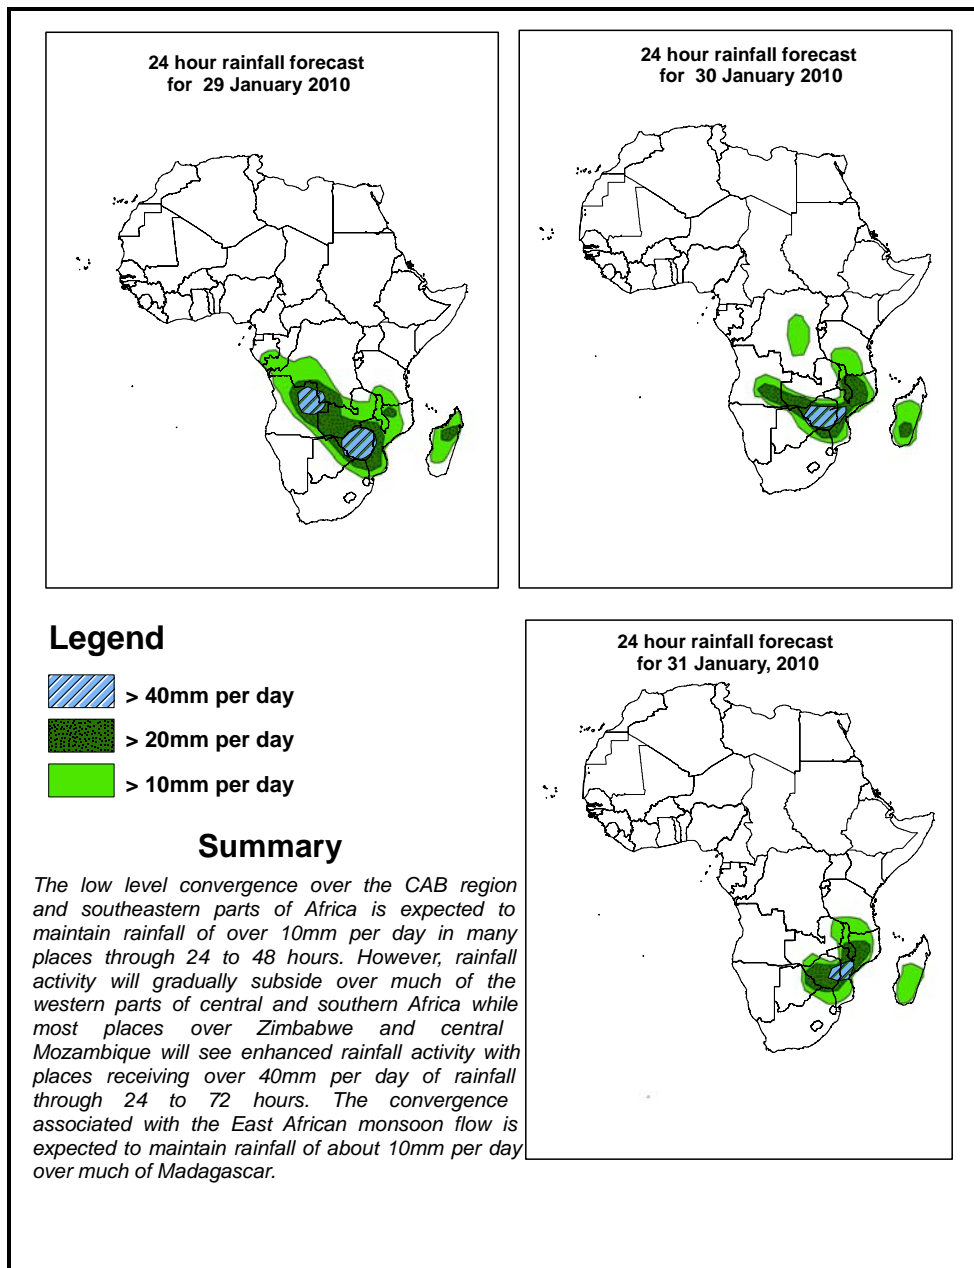 24 hour rainfall forecast
for 29 January 2010
24 hour rainfall forecast
for 30 January 2010
Legend
> 40mm per day
> 20mm per day
> 10mm per day
24 hour rainfall forecast
for 31 January, 2010
Summary
The low level convergence over the CAB region
and southeastern parts of Africa is expected to
maintain rainfall of over 10mm per day in many
places through 24 to 48 hours. However, rainfall
activity will gradually subside over much of the
western parts of central and southern Africa while
most places over Zimbabwe and central
Mozambique will see enhanced rainfall activity with
places receiving over 40mm per day of rainfall
through 24 to 72 hours. The convergence
associated with the East African monsoon flow is
expected to maintain rainfall of about 10mm per day
over much of Madagascar.